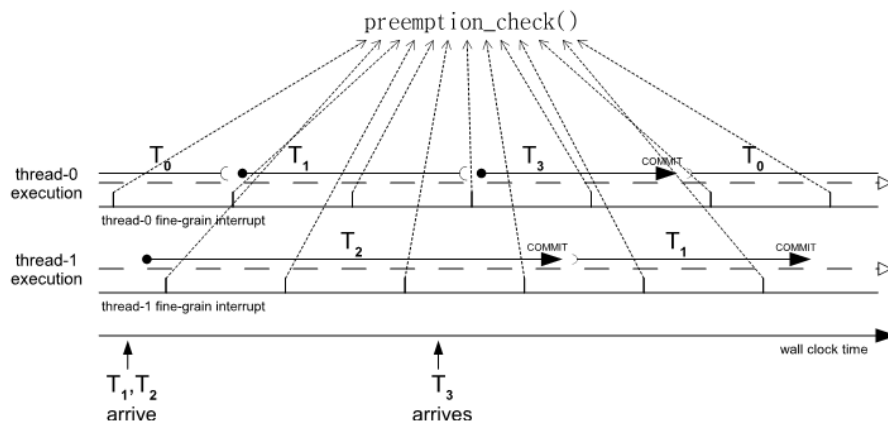 preemption_check()
T0 T1 T3 COMMIT T0
thread-0
execution
thread-0 fine-grain interrupt
T2 COMMIT T1 COMMIT
thread-1
execution
thread-1 fine-grain interrupt
wall clock time
T1,T2
arrive
T3
arrives